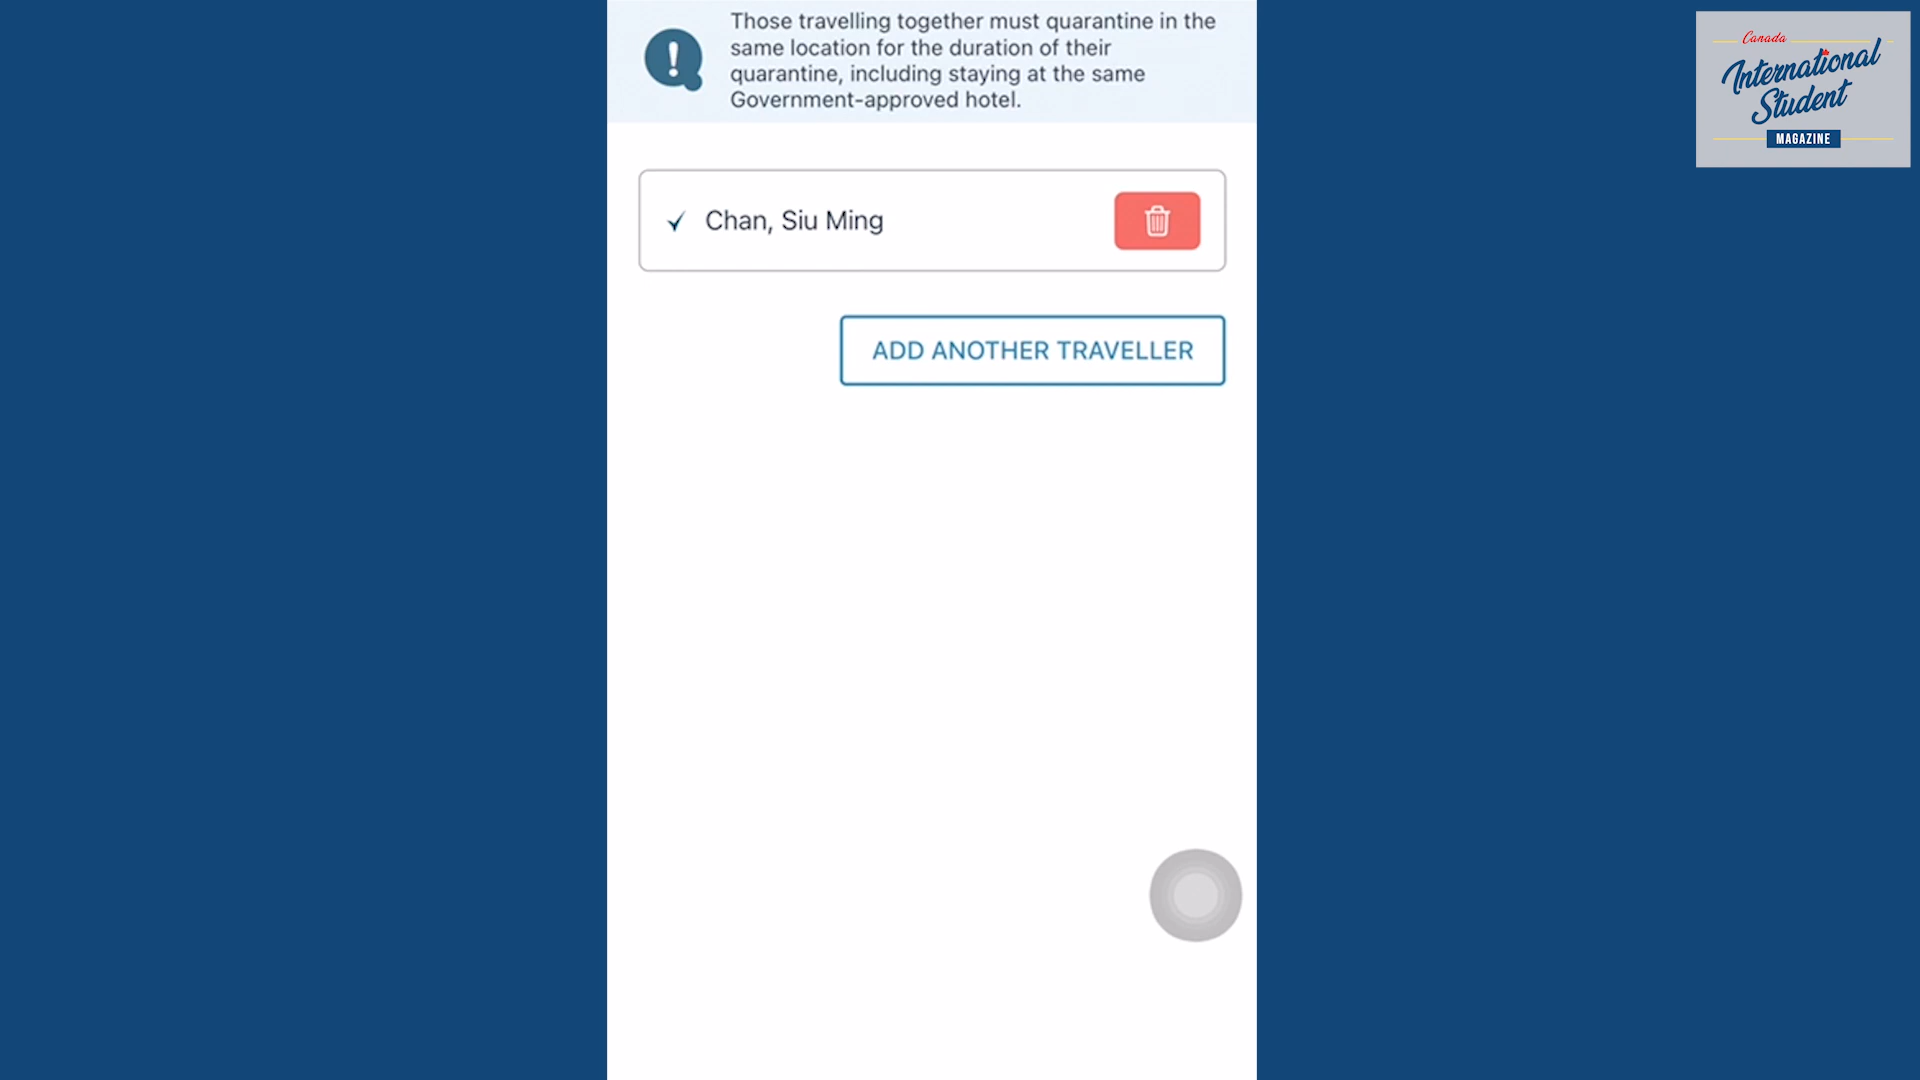 Those travelling together must quarantine in the
same location for the duration of their
quarantine, including staying at the same
Government-approved hotel.
Chan, Siu Ming
ADD ANOTHER TRAVELLER
Canada
International
Student
MAGAZINE